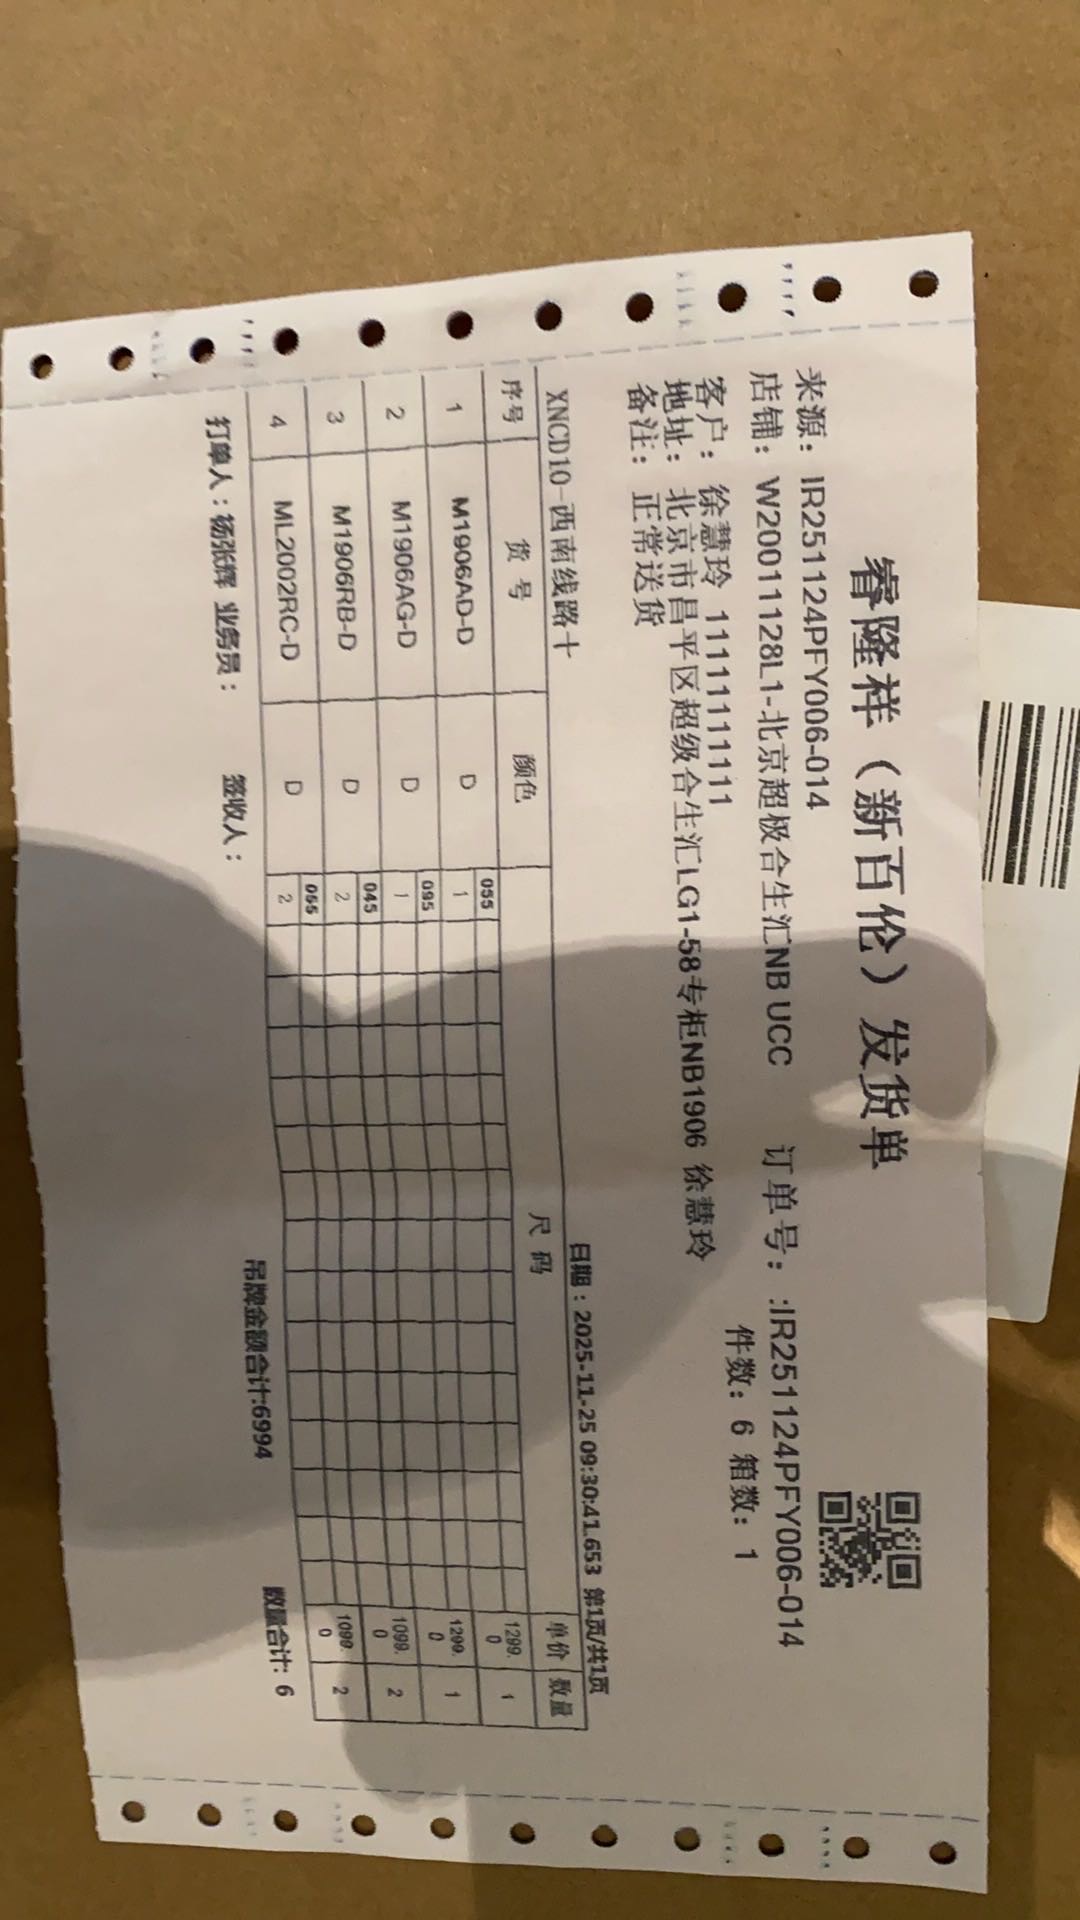 睿隆祥（新百伦）发货单
来源：IR251124PFY006-014 订单号：:IR251124PFY006-014
店铺：W20011128L1-北京超极合生汇NB UCC 件数：6 箱数：1
客户：徐慧玲 11111111111
地址：北京市昌平区超级合生汇LG1-58专柜NB1906 徐慧玲
备注：正常送货
XNCD10-西南线路十 日期：2025-11-25 09:30:41.653 第1页/共1页
序号 货号 颜色 尺码 单价 数量
1 M1906AD-D D 055 1 1299.0 1
2 M1906AG-D D 095 1 1299.0 1
3 M1906RB-D D 045 2 1099.0 2
4 ML2002RC-D D 055 2 1099.0 2
打单人：杨张辉 业务员： 签收人： 吊牌金额合计:6994 数量合计: 6